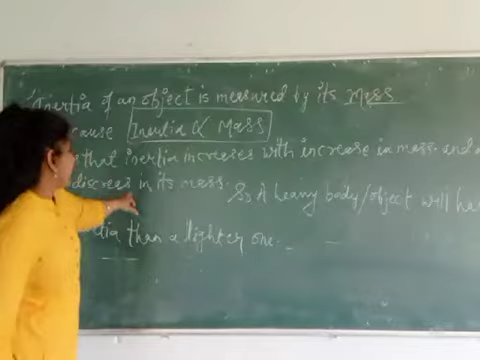 Inertia of an object is measured by its Mass
cause Inertia ∝ Mass
that inertia increases with increase in mass. and
discreas in its mass. So A heavy body/object will ha
than a lighter one.